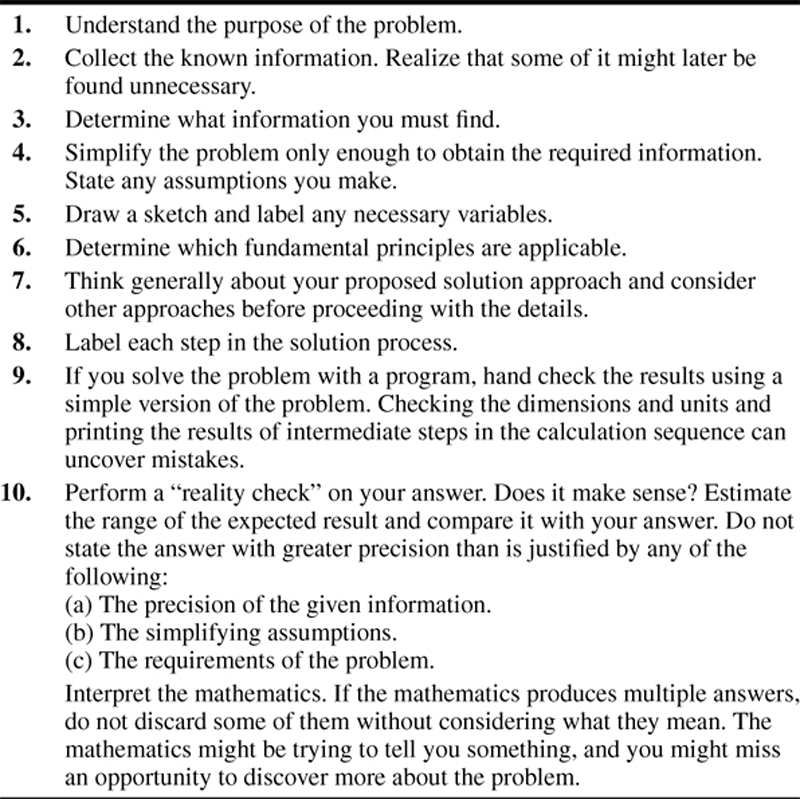 1. Understand the purpose of the problem.
2. Collect the known information. Realize that some of it might later be
found unnecessary.
3. Determine what information you must find.
4. Simplify the problem only enough to obtain the required information.
State any assumptions you make.
5. Draw a sketch and label any necessary variables.
6. Determine which fundamental principles are applicable.
7. Think generally about your proposed solution approach and consider
other approaches before proceeding with the details.
8. Label each step in the solution process.
9. If you solve the problem with a program, hand check the results using a
simple version of the problem. Checking the dimensions and units and
printing the results of intermediate steps in the calculation sequence can
uncover mistakes.
10. Perform a “reality check” on your answer. Does it make sense? Estimate
the range of the expected result and compare it with your answer. Do not
state the answer with greater precision than is justified by any of the
following:
(a) The precision of the given information.
(b) The simplifying assumptions.
(c) The requirements of the problem.
Interpret the mathematics. If the mathematics produces multiple answers,
do not discard some of them without considering what they mean. The
mathematics might be trying to tell you something, and you might miss
an opportunity to discover more about the problem.